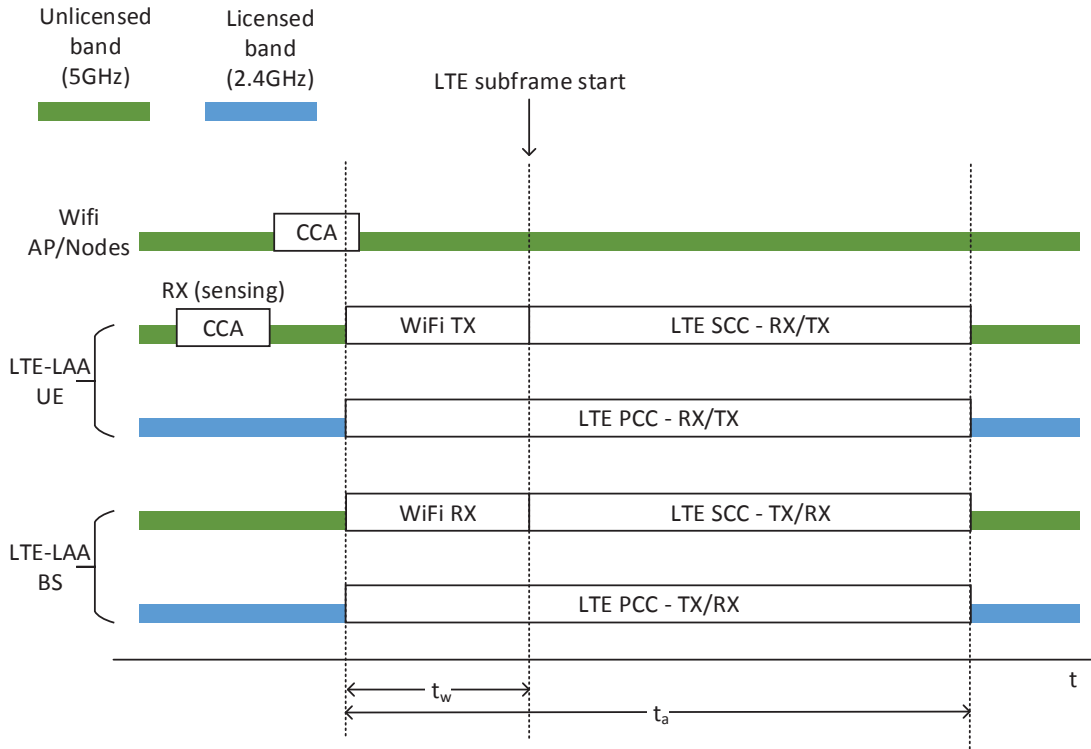 Unlicensed
band
(5GHz)
Licensed
band
(2.4GHz)
LTE subframe start
Wifi
AP/Nodes
CCA
RX (sensing)
CCA
WiFi TX
LTE SCC - RX/TX
LTE-LAA
UE
LTE PCC - RX/TX
WiFi RX
LTE SCC - TX/RX
LTE-LAA
BS
LTE PCC - TX/RX
t
tw
ta